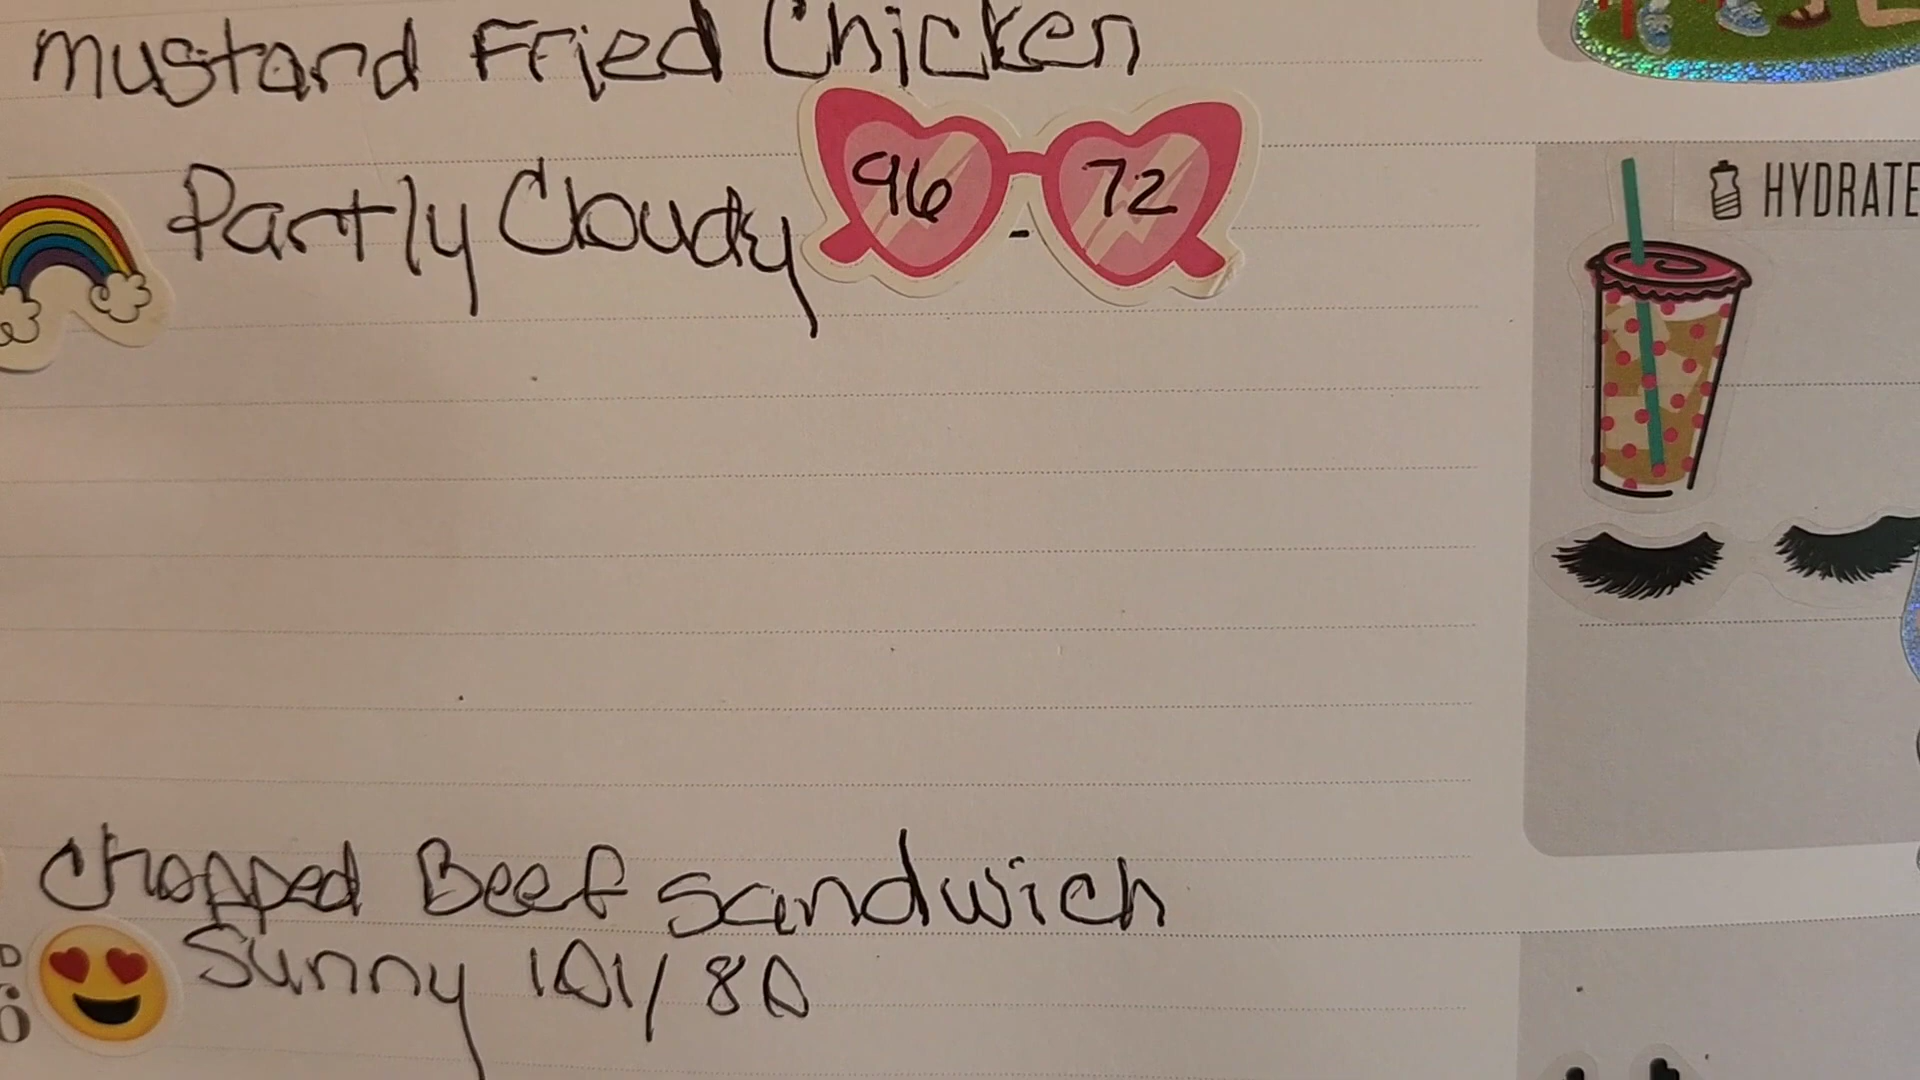 Mustard Fried Chicken
Partly Cloudy 96 - 72
HYDRATE
Chopped Beef Sandwich
Sunny 101/80